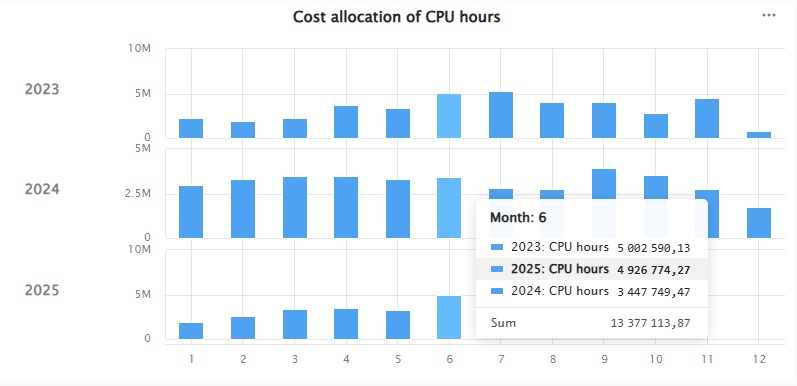 Cost allocation of CPU hours
...
2023
10M
5M
0
2024
5M
2.5M
0
Month: 6
2023: CPU hours 5 002 590,13
2025: CPU hours 4 926 774,27
2024: CPU hours 3 447 749,47
Sum 13 377 113,87
2025
10M
5M
0
1 2 3 4 5 6 7 8 9 10 11 12